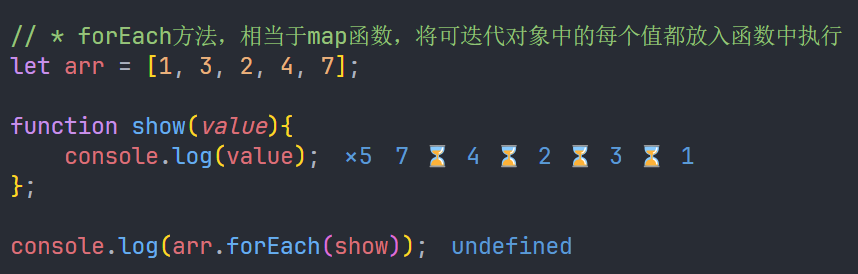 // * forEach方法，相当于map函数，将可迭代对象中的每个值都放入函数中执行
let arr = [1, 3, 2, 4, 7];
function show(value){
    console.log(value);  ×5  7 ⏳ 4 ⏳ 2 ⏳ 3 ⏳ 1
};
console.log(arr.forEach(show));  undefined